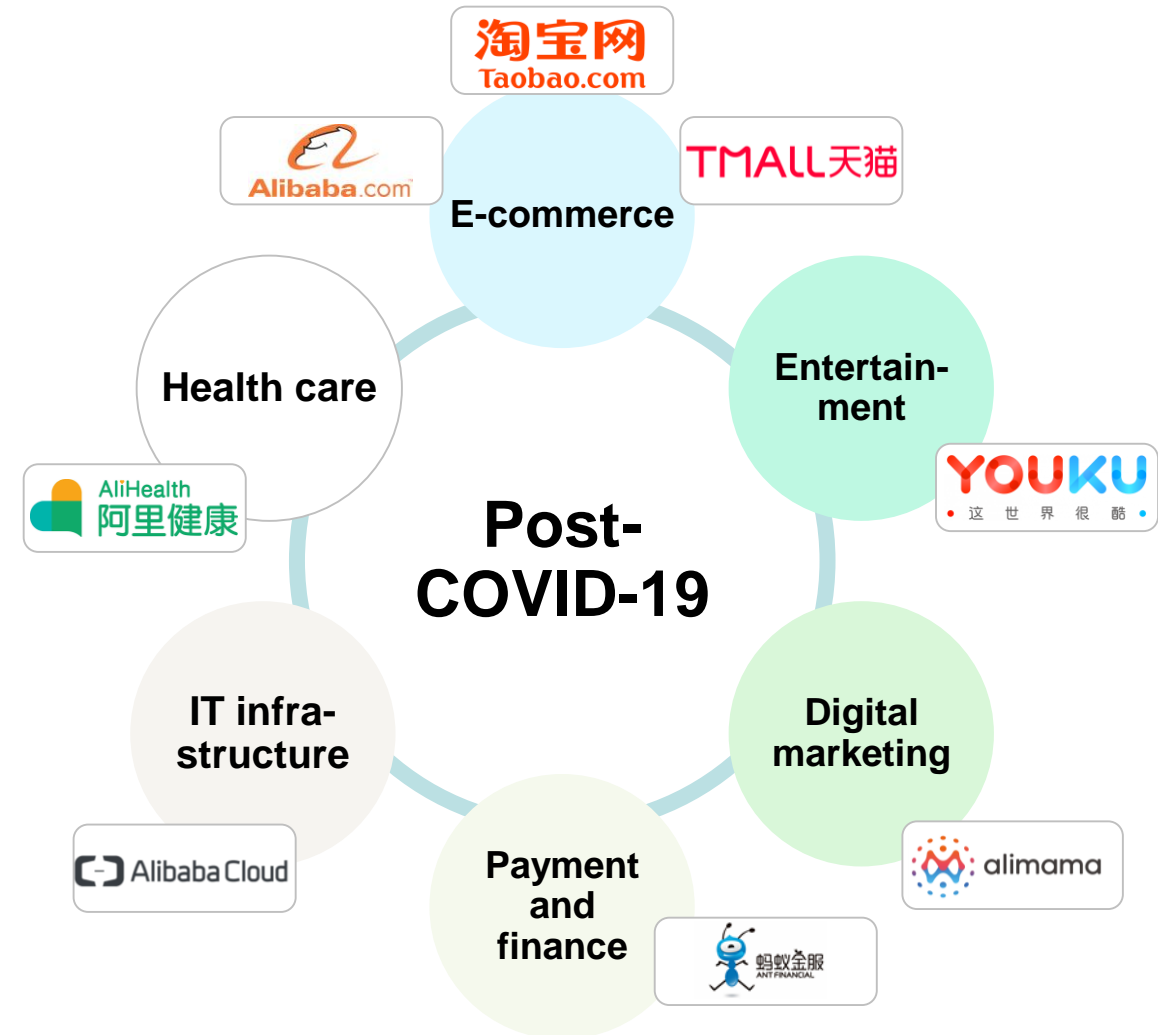 淘宝网
Taobao.com
Alibaba.com
TMALL天猫
E-commerce
Entertain-
ment
YOUKU
这世界很酷
Health care
AliHealth
阿里健康
Post-
COVID-19
IT infra-
structure
Alibaba Cloud
Digital
marketing
alimama
Payment
and
finance
蚂蚁金服
ANT FINANCIAL